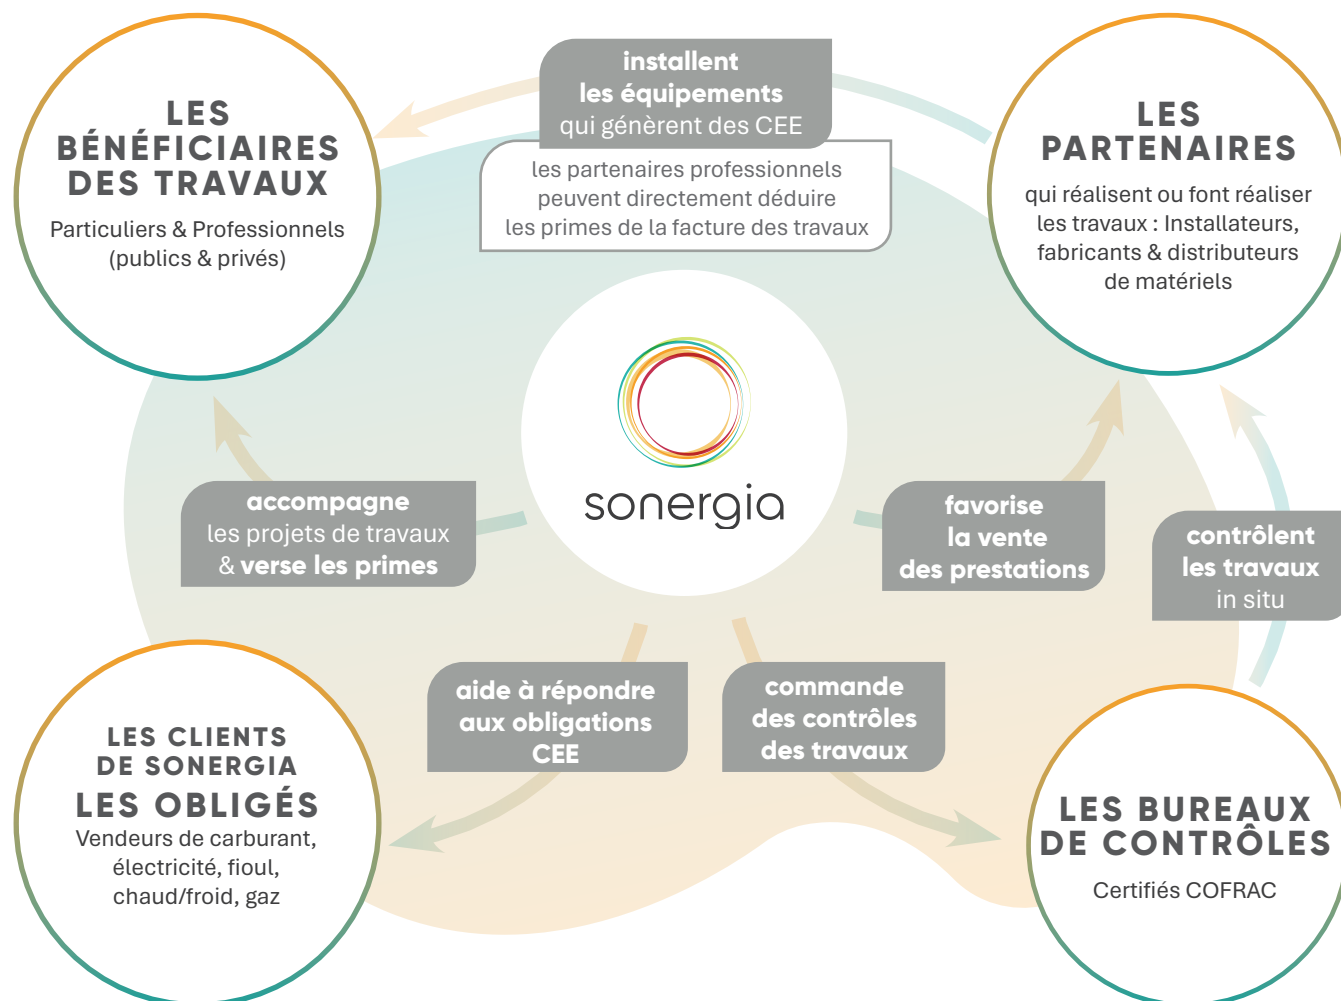 LES
BÉNÉFICIAIRES
DES TRAVAUX
Particuliers & Professionnels
(publics & privés)
installent
les équipements
qui génèrent des CEE
les partenaires professionnels
peuvent directement déduire
les primes de la facture des travaux
LES
PARTENAIRES
qui réalisent ou font réaliser
les travaux : Installateurs,
fabricants & distributeurs
de matériels
sonergia
accompagne
les projets de travaux
& verse les primes
favorise
la vente
des prestations
contrôlent
les travaux
in situ
aide à répondre
aux obligations
CEE
commande
des contrôles
des travaux
LES CLIENTS
DE SONERGIA
LES OBLIGÉS
Vendeurs de carburant,
électricité, fioul,
chaud/froid, gaz
LES BUREAUX
DE CONTRÔLES
Certifiés COFRAC